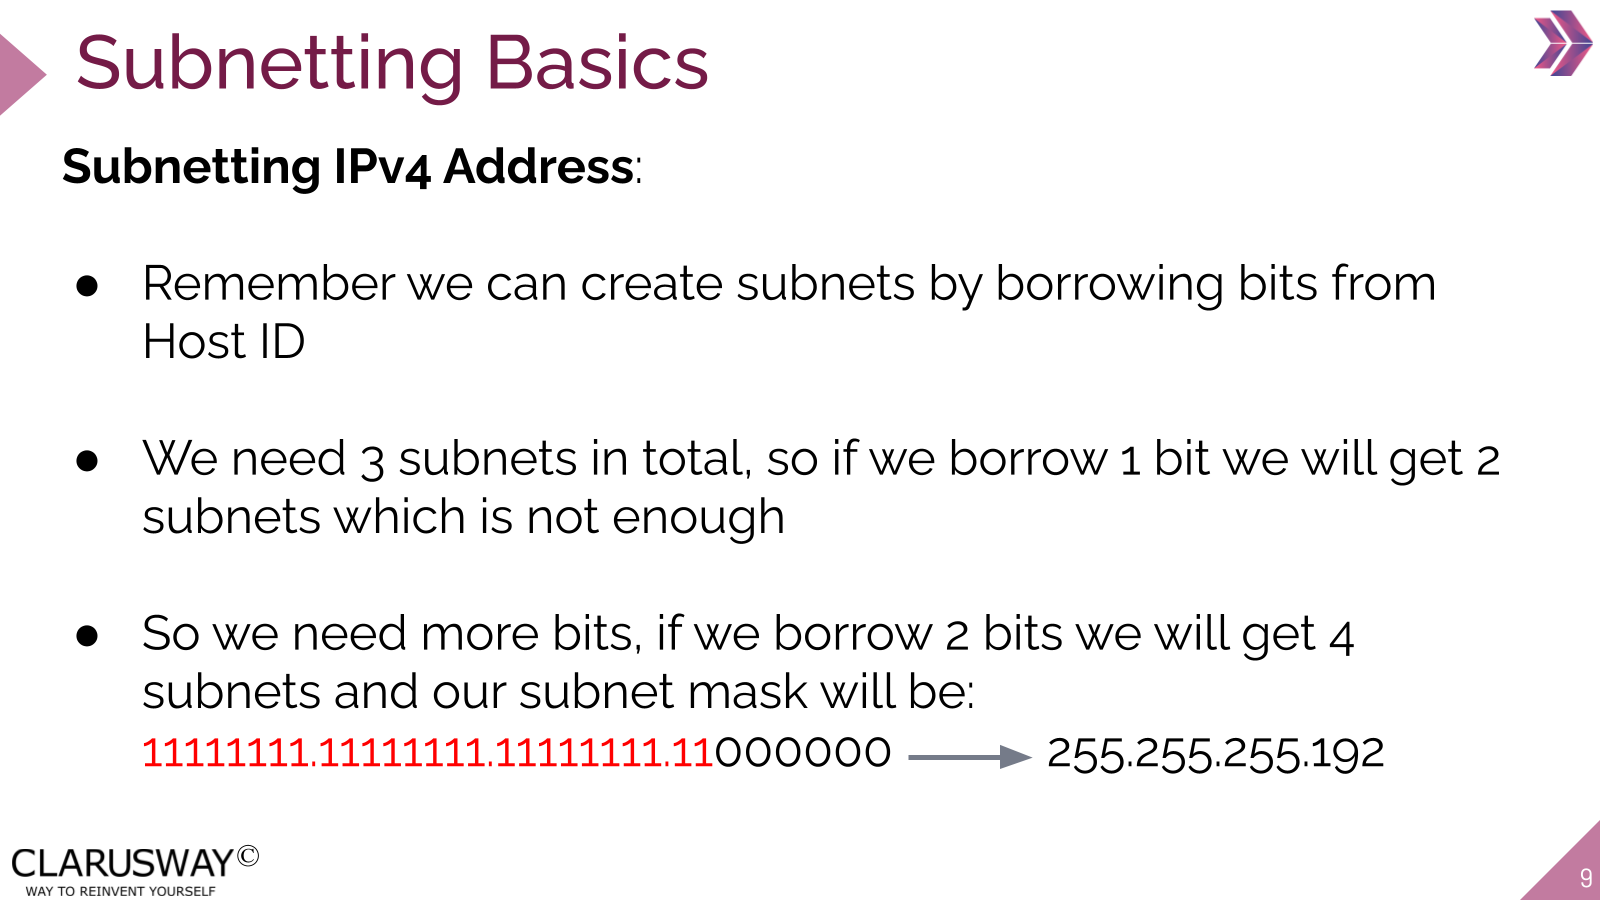 Subnetting Basics
Subnetting IPv4 Address:
● Remember we can create subnets by borrowing bits from
Host ID
● We need 3 subnets in total, so if we borrow 1 bit we will get 2
subnets which is not enough
● So we need more bits, if we borrow 2 bits we will get 4
subnets and our subnet mask will be:
11111111.11111111.11111111.11000000 255.255.255.192
CLARUSWAY©
WAY TO REINVENT YOURSELF
9